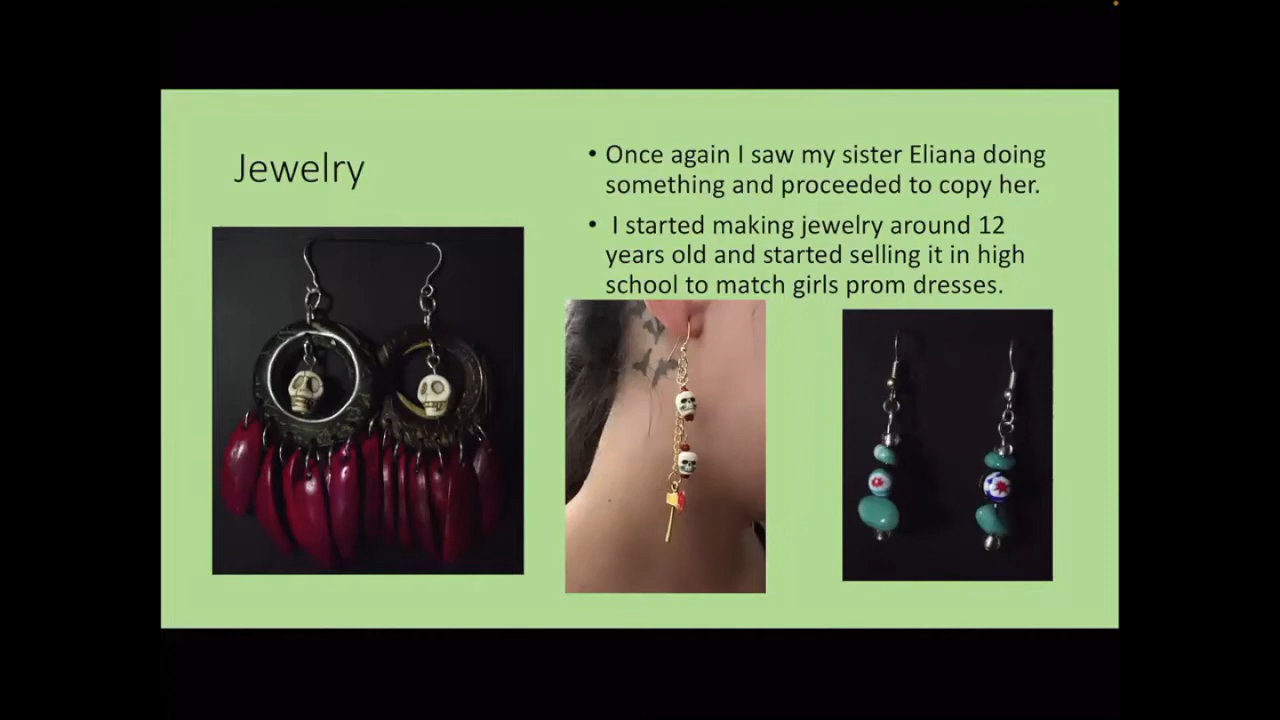 Jewelry
• Once again I saw my sister Eliana doing
something and proceeded to copy her.
• I started making jewelry around 12
years old and started selling it in high
school to match girls prom dresses.